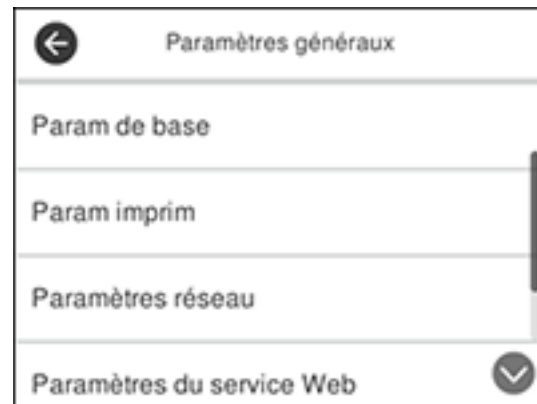 Paramètres généraux
Param de base
Param imprim
Paramètres réseau
Paramètres du service Web